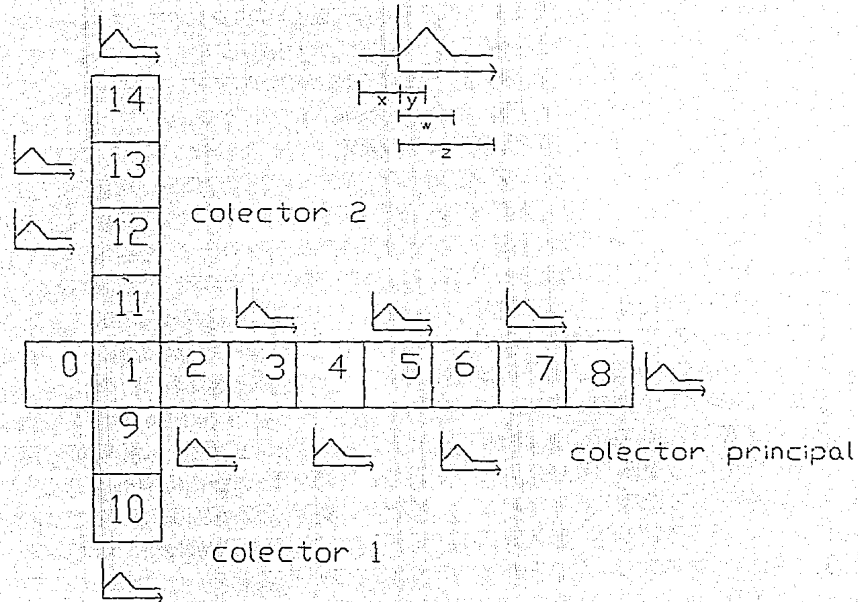 14
x y
w
z
13
colector 2
12
11
0 1 2 3 4 5 6 7 8
9
colector principal
10
colector 1